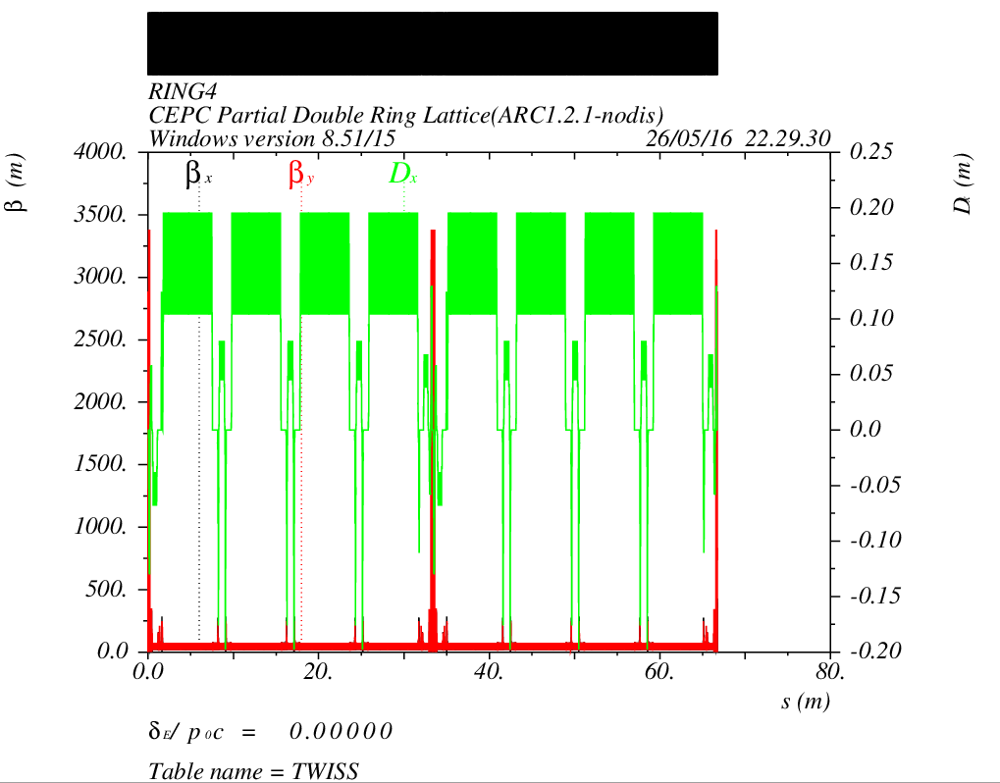 RING4
CEPC Partial Double Ring Lattice(ARC1.2.1-nodis)
Windows version 8.51/15 26/05/16 22.29.30
β (m)
4000.
3500.
3000.
2500.
2000.
1500.
1000.
500.
0.0
βx βy Dx
0.25
0.20
0.15
0.10
0.05
0.0
-0.05
-0.10
-0.15
-0.20
Dx (m)
0.0 20. 40. 60. 80.
s (m)
δE/ p0c = 0.00000
Table name = TWISS